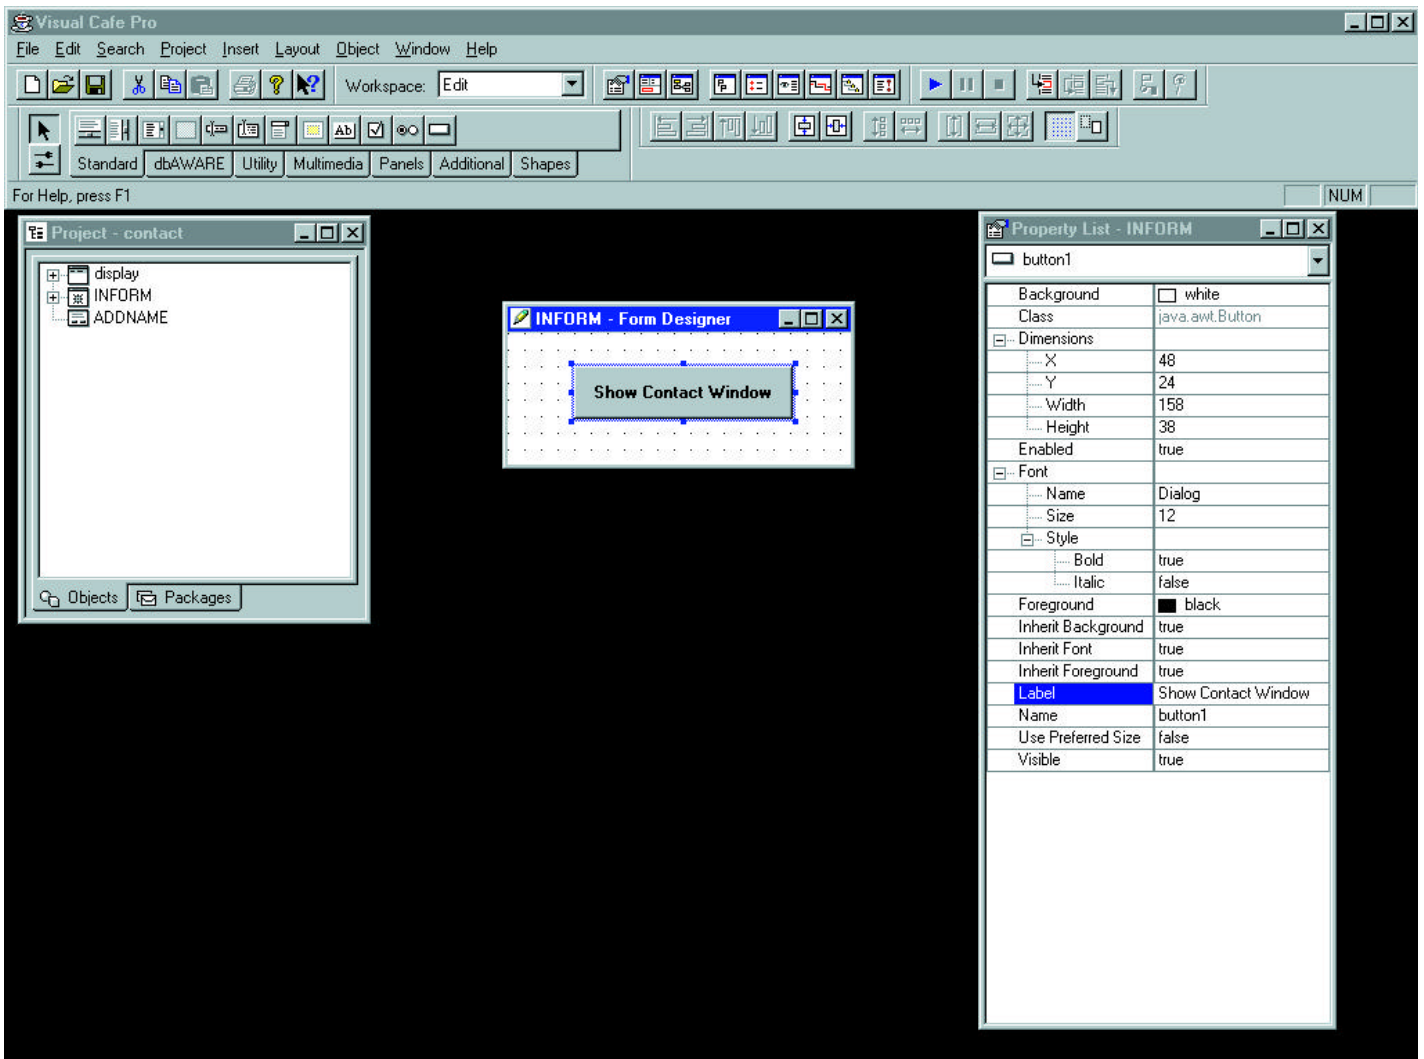 Visual Cafe Pro
File Edit Search Project Insert Layout Object Window Help
Workspace: Edit
Ab
Standard dbAWARE Utility Multimedia Panels Additional Shapes
For Help, press F1
NUM
Project - contact
display
INFORM
ADDNAME
Objects Packages
INFORM - Form Designer
Show Contact Window
Property List - INFORM
button1
Background white
Class java.awt.Button
Dimensions
X 48
Y 24
Width 158
Height 38
Enabled true
Font
Name Dialog
Size 12
Style
Bold true
Italic false
Foreground black
Inherit Background true
Inherit Font true
Inherit Foreground true
Label Show Contact Window
Name button1
Use Preferred Size false
Visible true